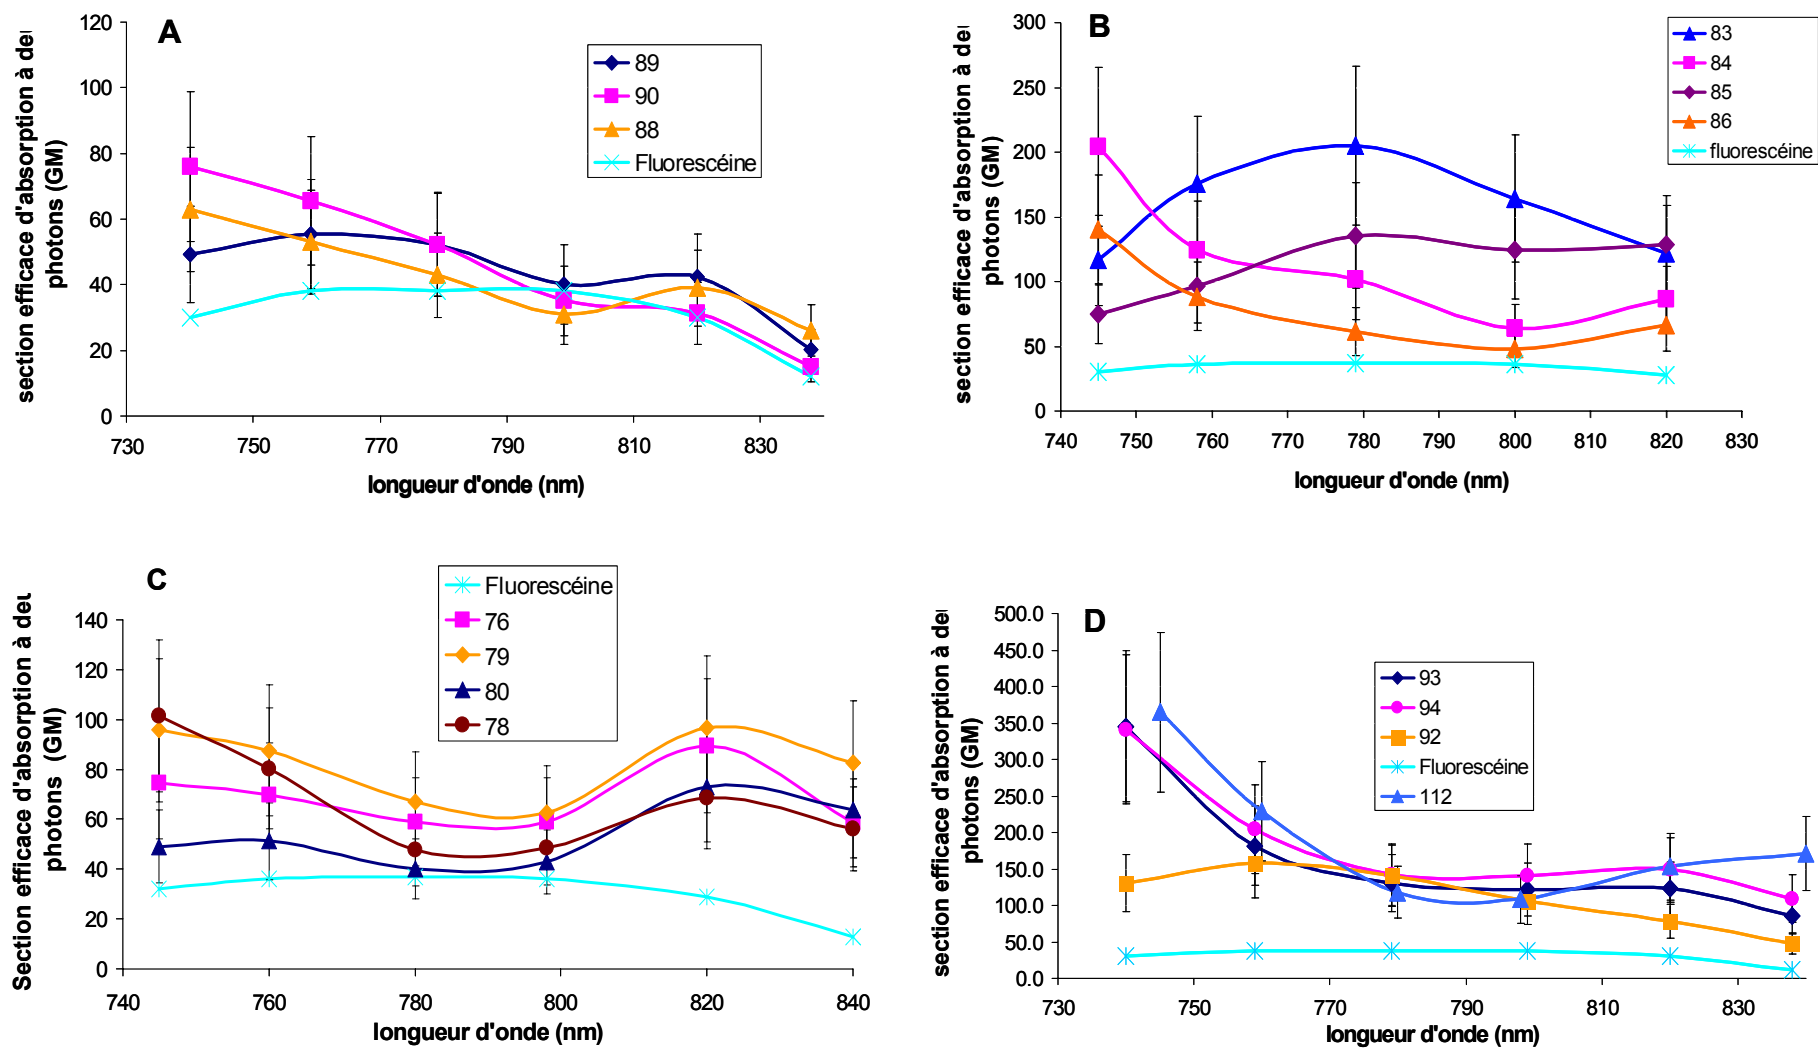 A
section efficace d'absorption à de
photons (GM)
120
100
80
60
40
20
0
730 750 770 790 810 830
longueur d'onde (nm)
89
90
88
Fluorescéine
B
section efficace d'absorption à de
photons (GM)
300
250
200
150
100
50
0
740 750 760 770 780 790 800 810 820 830
longueur d'onde (nm)
83
84
85
86
fluorescéine
C
Section efficace d'absorption à deu
photons (GM)
140
120
100
80
60
40
20
0
740 760 780 800 820 840
longueur d'onde (nm)
Fluorescéine
76
79
80
78
D
section efficace d'absorption à de
photons (GM)
500.0
450.0
400.0
350.0
300.0
250.0
200.0
150.0
100.0
50.0
0.0
730 750 770 790 810 830
longueur d'onde (nm)
93
94
92
Fluorescéine
112